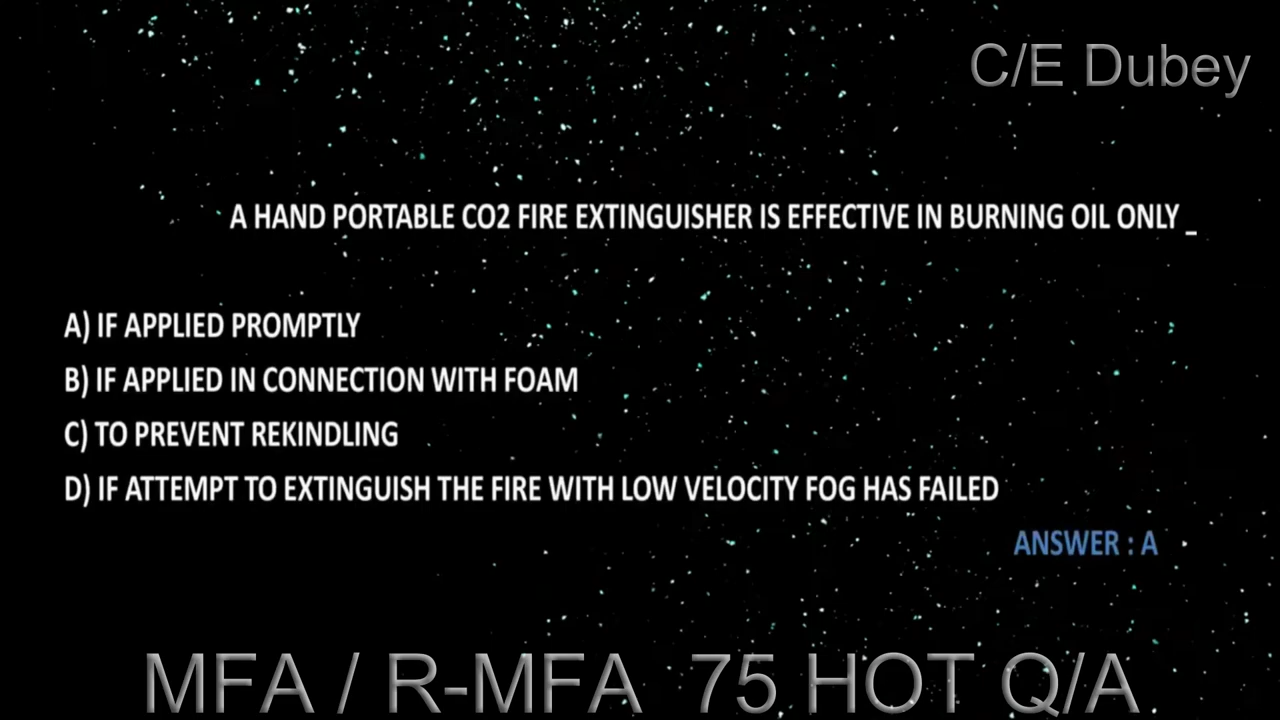 C/E Dubey
A HAND PORTABLE CO2 FIRE EXTINGUISHER IS EFFECTIVE IN BURNING OIL ONLY _
A) IF APPLIED PROMPTLY
B) IF APPLIED IN CONNECTION WITH FOAM
C) TO PREVENT REKINDLING
D) IF ATTEMPT TO EXTINGUISH THE FIRE WITH LOW VELOCITY FOG HAS FAILED
ANSWER : A
MFA / R-MFA 75 HOT Q/A